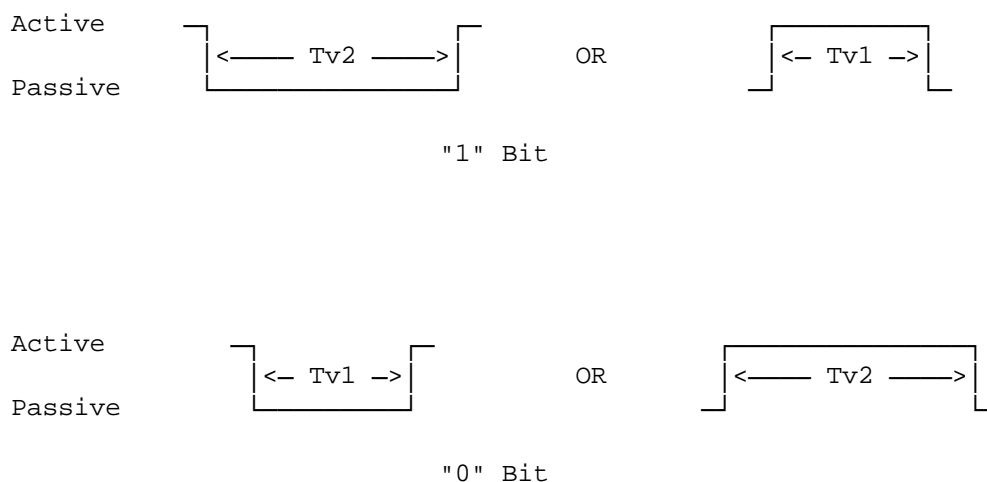 Active
<—— Tv2 ——> OR <— Tv1 —>
Passive
"1" Bit
Active
<— Tv1 —> OR <—— Tv2 ——>
Passive
"0" Bit